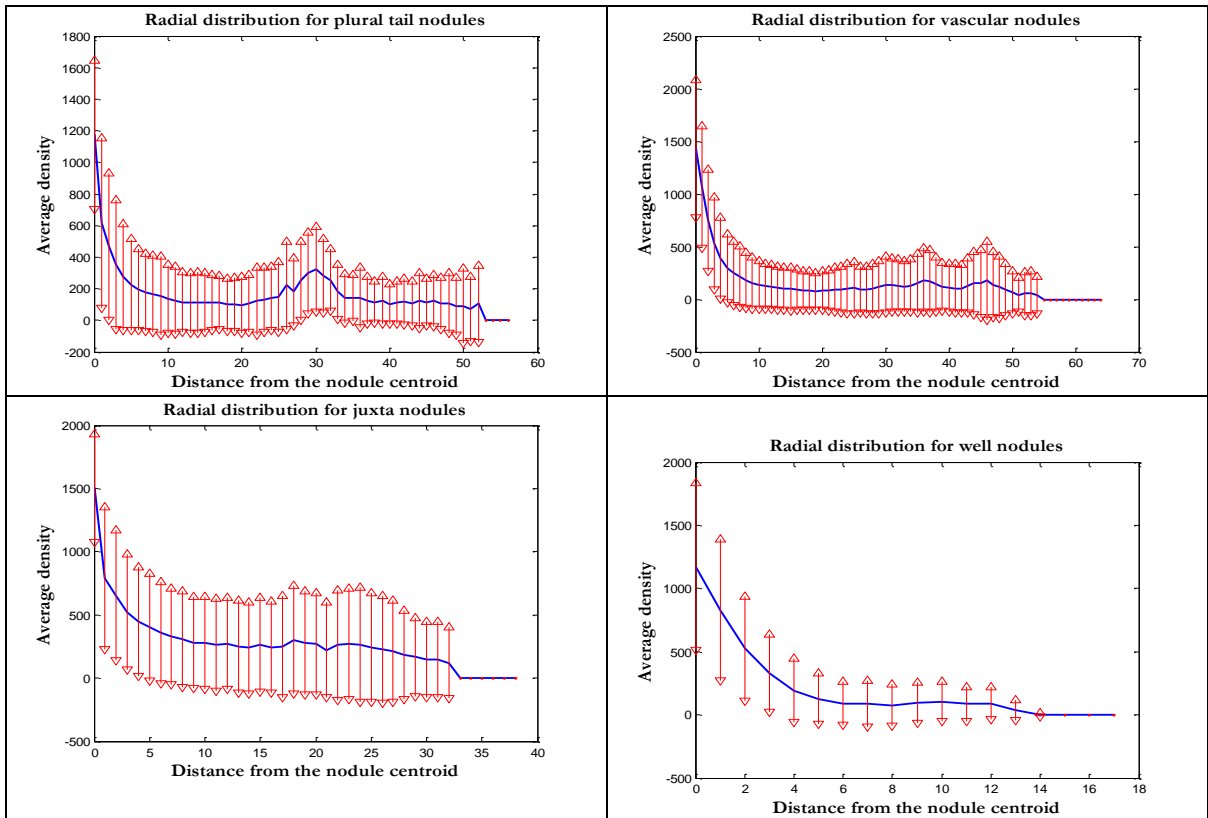 Radial distribution for plural tail nodules
1800
1600
1400
1200
1000
800
600
400
200
0
-200
Average density
0 10 20 30 40 50 60
Distance from the nodule centroid
Radial distribution for vascular nodules
2500
2000
1500
1000
500
0
-500
Average density
0 10 20 30 40 50 60 70
Distance from the nodule centroid
Radial distribution for juxta nodules
2000
1500
1000
500
0
-500
Average density
0 5 10 15 20 25 30 35 40
Distance from the nodule centroid
Radial distribution for well nodules
2000
1500
1000
500
0
-500
Average density
0 2 4 6 8 10 12 14 16 18
Distance from the nodule centroid